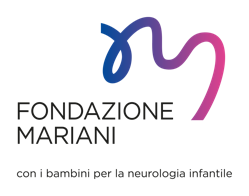 FONDAZIONE
MARIANI
con i bambini per la neurologia infantile